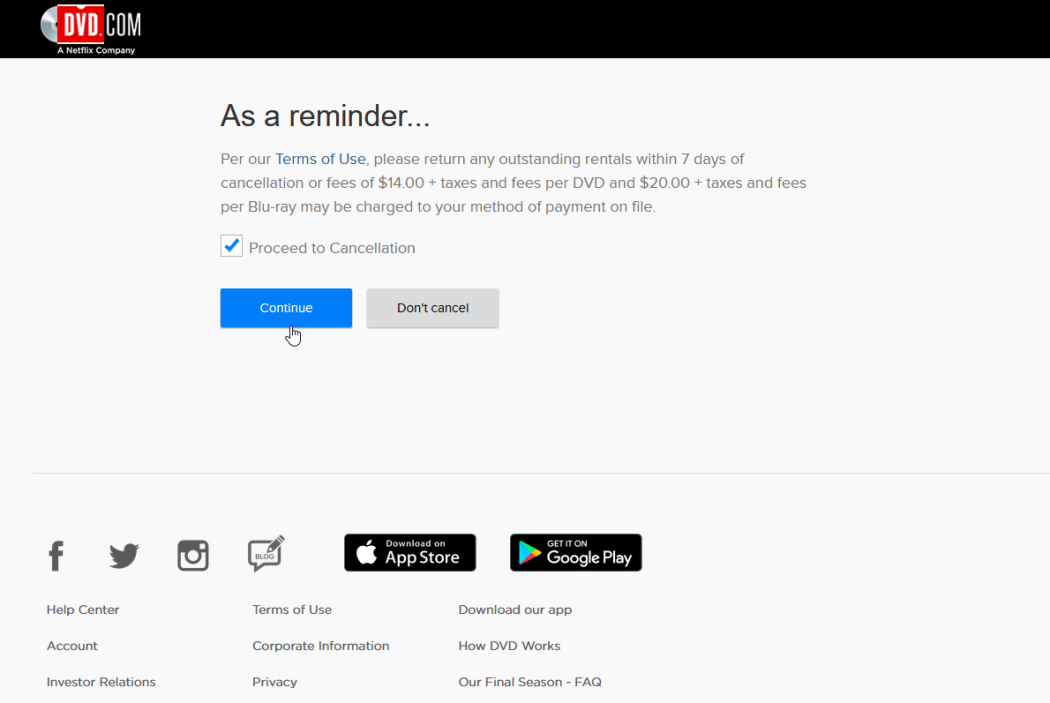 DVD.COM
A Netflix Company
As a reminder...
Per our Terms of Use, please return any outstanding rentals within 7 days of
cancellation or fees of $14.00 + taxes and fees per DVD and $20.00 + taxes and fees
per Blu-ray may be charged to your method of payment on file.
Proceed to Cancellation
Continue Don't cancel
BLOG
Download on
App Store
GET IT ON
Google Play
Help Center Terms of Use Download our app
Account Corporate Information How DVD Works
Investor Relations Privacy Our Final Season - FAQ